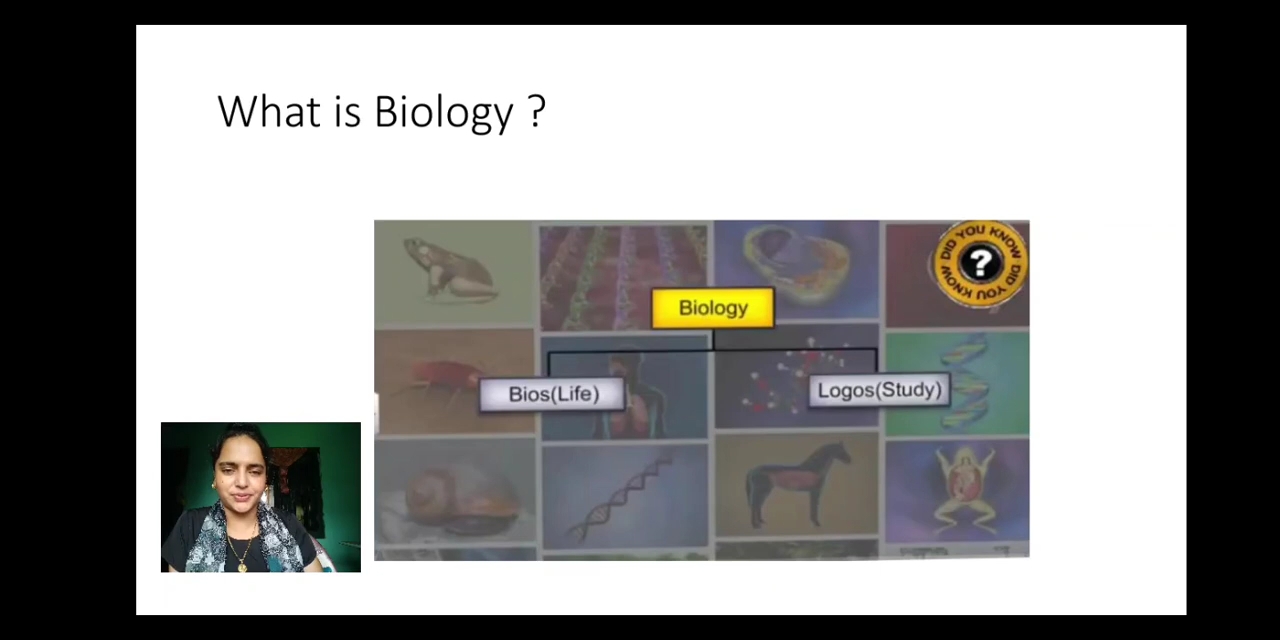 What is Biology ?
DID YOU KNOW DID YOU KNOW
?
Biology
Bios(Life)
Logos(Study)